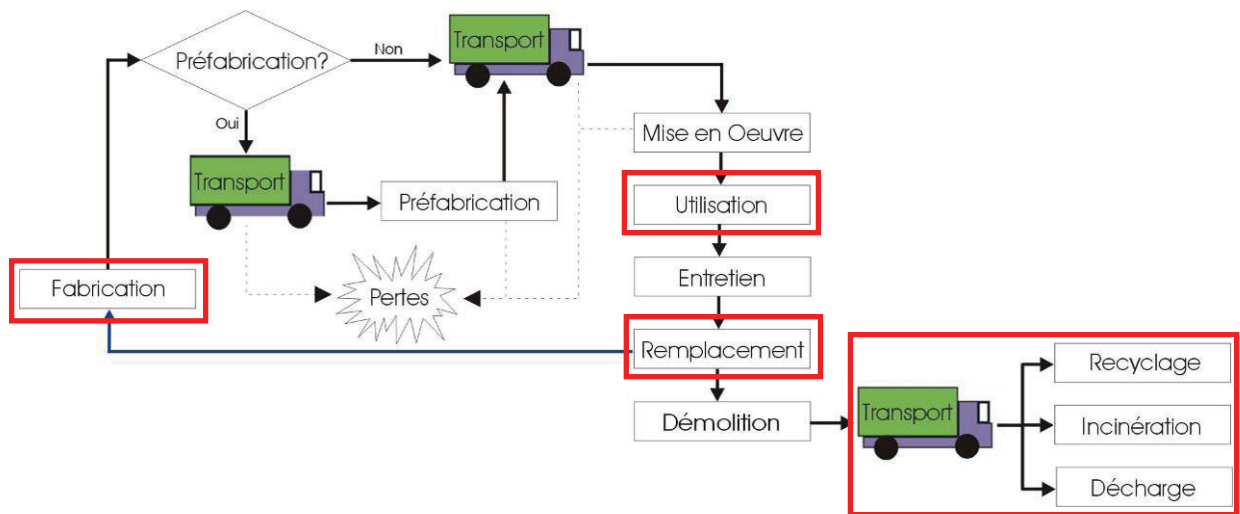 Préfabrication?
Non
Transport
Oui
Mise en Oeuvre
Transport
Préfabrication
Utilisation
Fabrication
Pertes
Entretien
Remplacement
Recyclage
Démolition
Transport
Incinération
Décharge